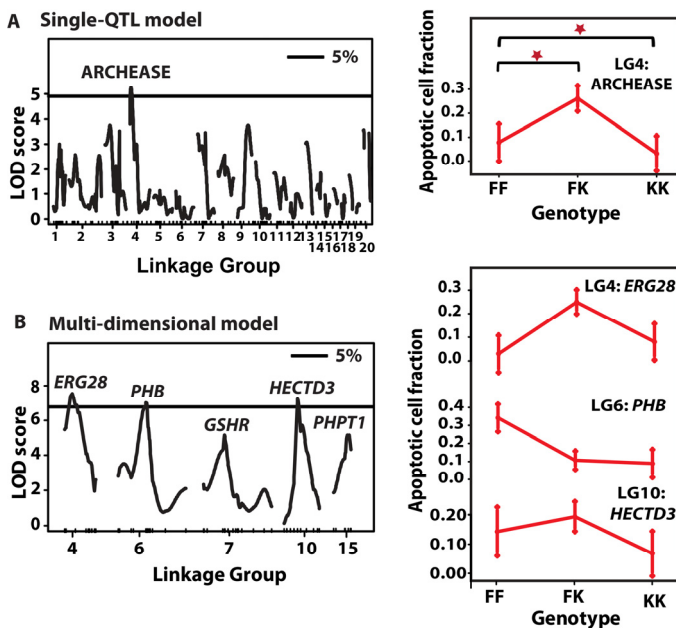 A Single-QTL model
5%
ARCHEASE
LOD score
5
4
3
2
1
0
1 2 3 4 5 6 7 8 9 10 11 12 13 14 15 16 17 18 19 20
Linkage Group
Apoptotic cell fraction
LG4:
ARCHEASE
0.3
0.2
0.1
0.0
FF FK KK
Genotype
B Multi-dimensional model
5%
ERG28
PHB
GSHR
HECTD3
PHPT1
LOD score
8
6
4
2
0
4 6 7 10 15
Linkage Group
Apoptotic cell fraction
LG4: ERG28
0.3
0.2
0.1
0.0
LG6: PHB
0.4
0.3
0.2
0.1
0.0
LG10:
HECTD3
0.20
0.10
0.00
FF FK KK
Genotype